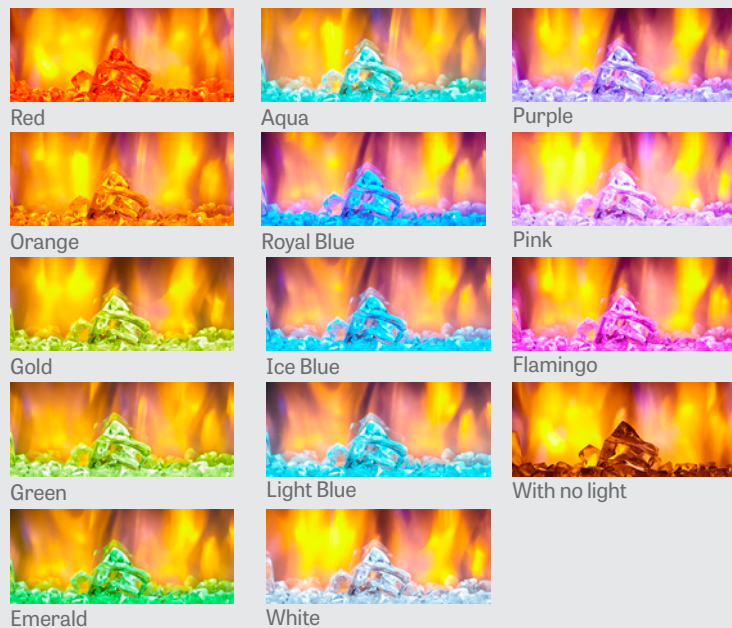 Red
Aqua
Purple
Orange
Royal Blue
Pink
Gold
Ice Blue
Flamingo
Green
Light Blue
With no light
Emerald
White